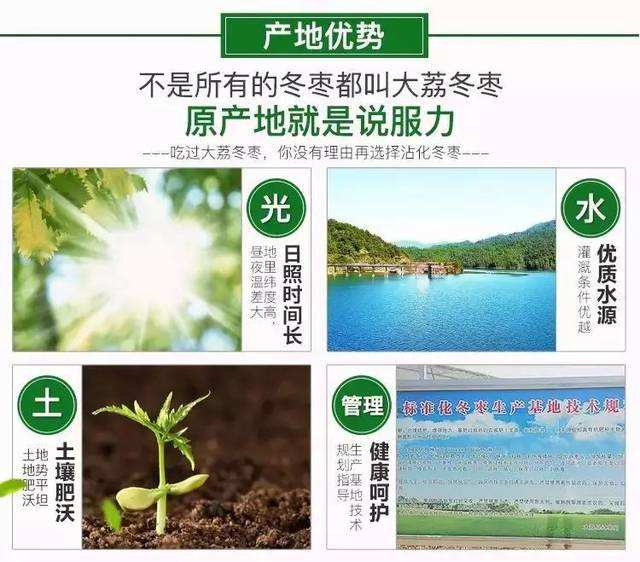 产地优势
不是所有的冬枣都叫大荔冬枣
原产地就是说服力
---吃过大荔冬枣，你没有理由再选择沾化冬枣---
光
日照时间长
地里纬度高，
昼夜温差大
水
优质水源
灌溉条件优越
土
土壤肥沃
地势平坦
土地肥沃
管理
健康呵护
生产基地技术
规划指导
标准化冬枣生产基地技术规